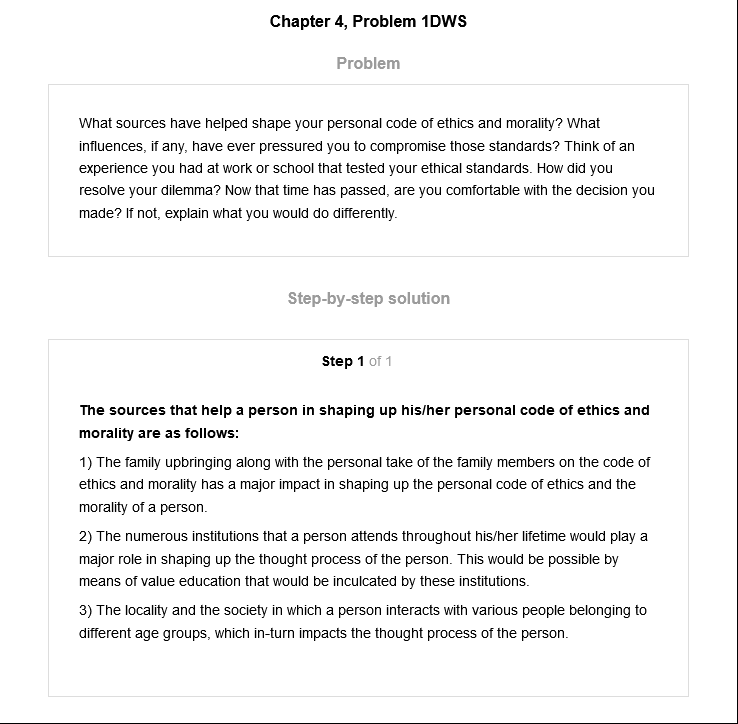 Chapter 4, Problem 1DWS
Problem
What sources have helped shape your personal code of ethics and morality? What
influences, if any, have ever pressured you to compromise those standards? Think of an
experience you had at work or school that tested your ethical standards. How did you
resolve your dilemma? Now that time has passed, are you comfortable with the decision you
made? If not, explain what you would do differently.
Step-by-step solution
Step 1 of 1
The sources that help a person in shaping up his/her personal code of ethics and
morality are as follows:
1) The family upbringing along with the personal take of the family members on the code of
ethics and morality has a major impact in shaping up the personal code of ethics and the
morality of a person.
2) The numerous institutions that a person attends throughout his/her lifetime would play a
major role in shaping up the thought process of the person. This would be possible by
means of value education that would be inculcated by these institutions.
3) The locality and the society in which a person interacts with various people belonging to
different age groups, which in-turn impacts the thought process of the person.